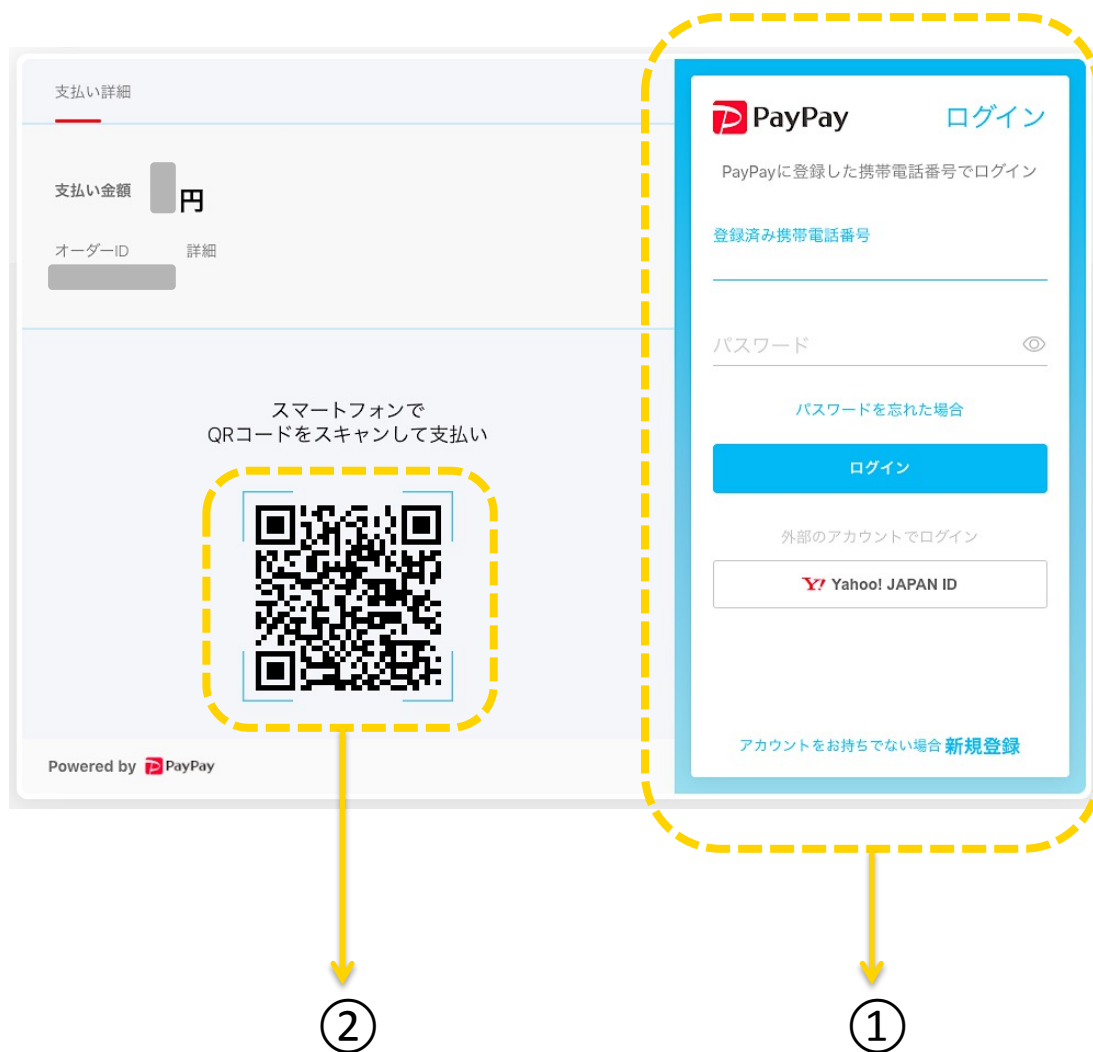 支払い詳細
支払い金額 円
オーダーID 詳細
スマートフォンで
QRコードをスキャンして支払い
Powered by PayPay
PayPay ログイン
PayPayに登録した携帯電話番号でログイン
登録済み携帯電話番号
パスワード
パスワードを忘れた場合
ログイン
外部のアカウントでログイン
Y! Yahoo! JAPAN ID
アカウントをお持ちでない場合 新規登録
② ①